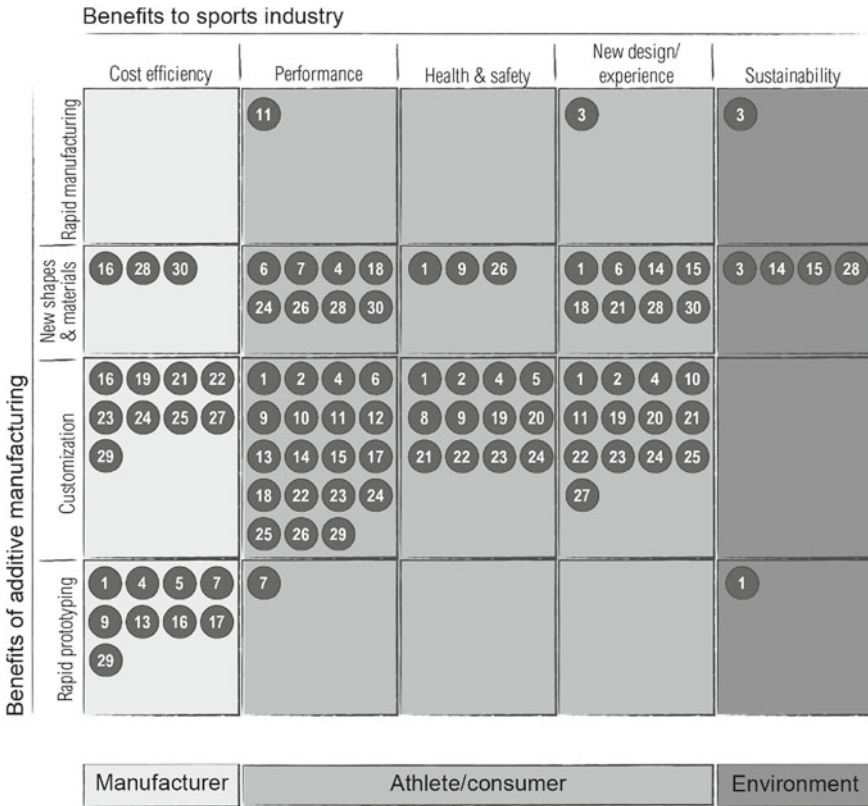 Benefits to sports industry
Cost efficiency
Performance
Health & safety
New design/
experience
Sustainability
Benefits of additive manufacturing
Rapid manufacturing
11
3
3
New shapes
& materials
16 28 30
6 7 4 18
24 26 28 30
1 9 26
1 6 14 15
18 21 28 30
3 14 15 28
Customization
16 19 21 22
23 24 25 27
29
1 2 4 6
9 10 11 12
13 14 15 17
18 22 23 24
25 26 29
1 2 4 5
8 9 19 20
21 22 23 24
1 2 4 10
11 19 20 21
22 23 24 25
27
Rapid prototyping
1 4 5 7
9 13 16 17
29
7
1
Manufacturer
Athlete/consumer
Environment